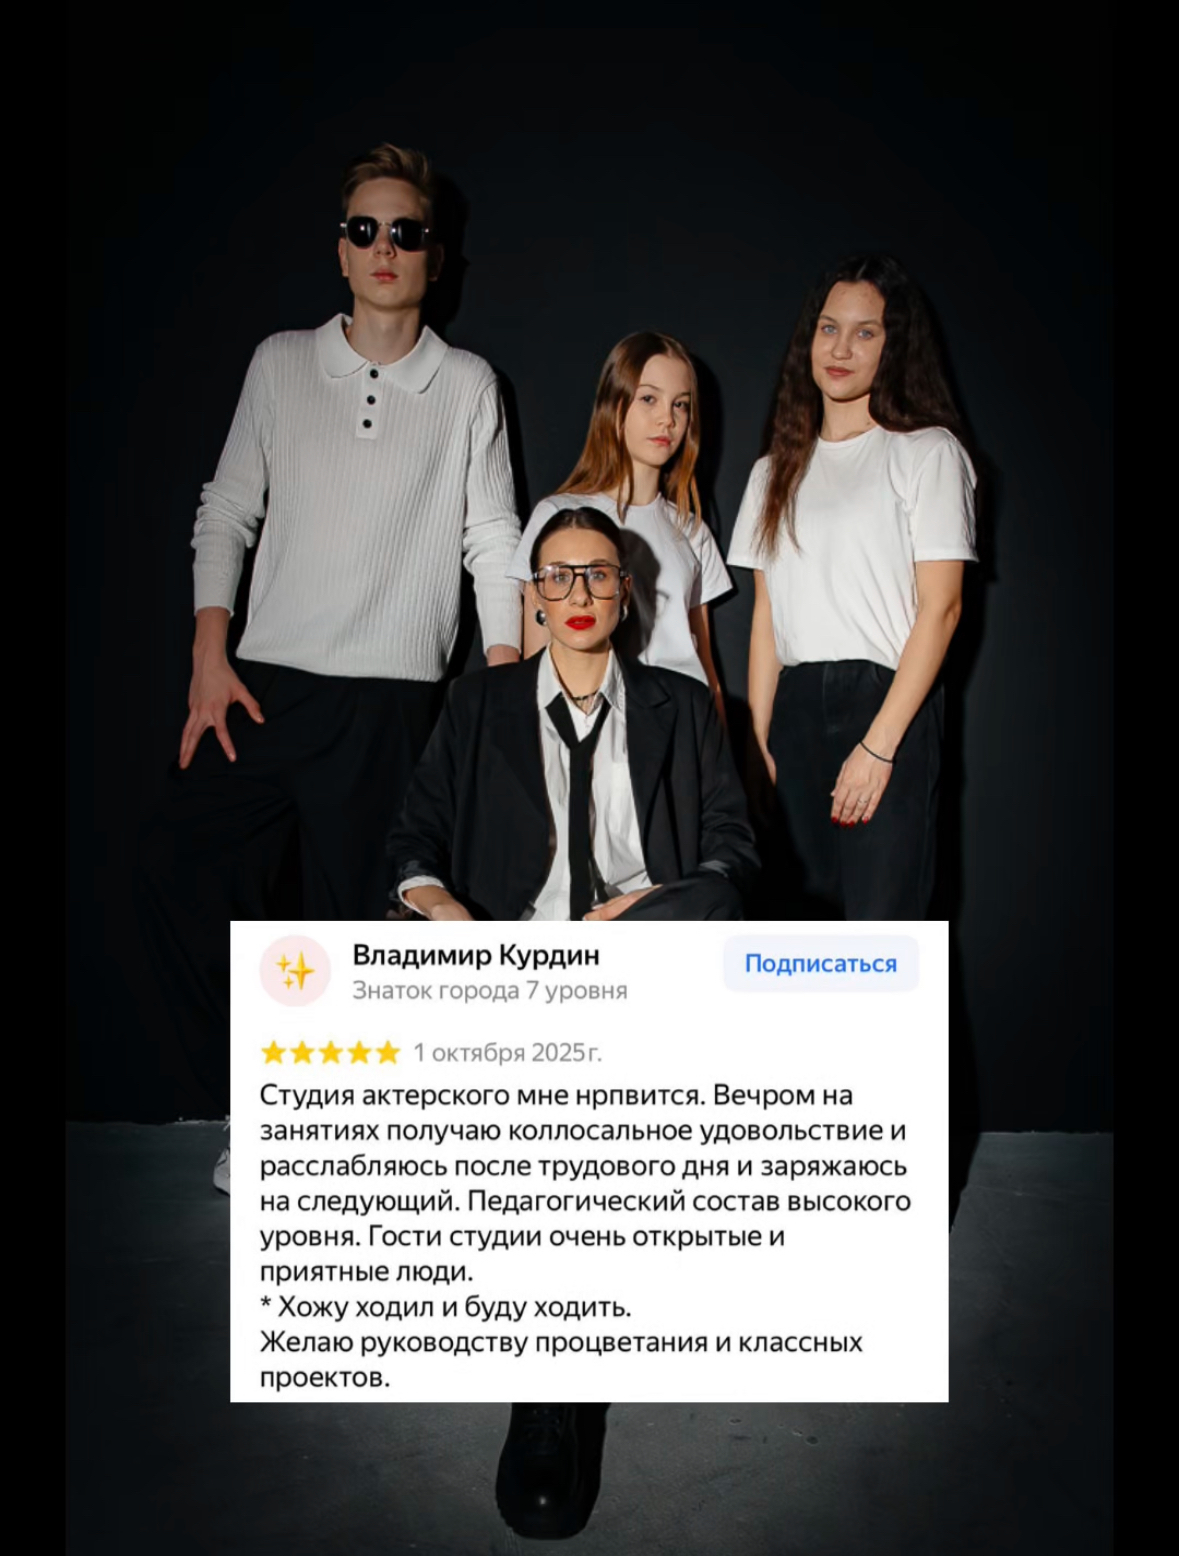 Владимир Курдин
Подписаться
Знаток города 7 уровня
1 октября 2025 г.
Студия актерского мне нрпвится. Вечром на
занятиях получаю коллосальное удовольствие и
расслабляюсь после трудового дня и заряжаюсь
на следующий. Педагогический состав высокого
уровня. Гости студии очень открытые и
приятные люди.
* Хожу ходил и буду ходить.
Желаю руководству процветания и классных
проектов.